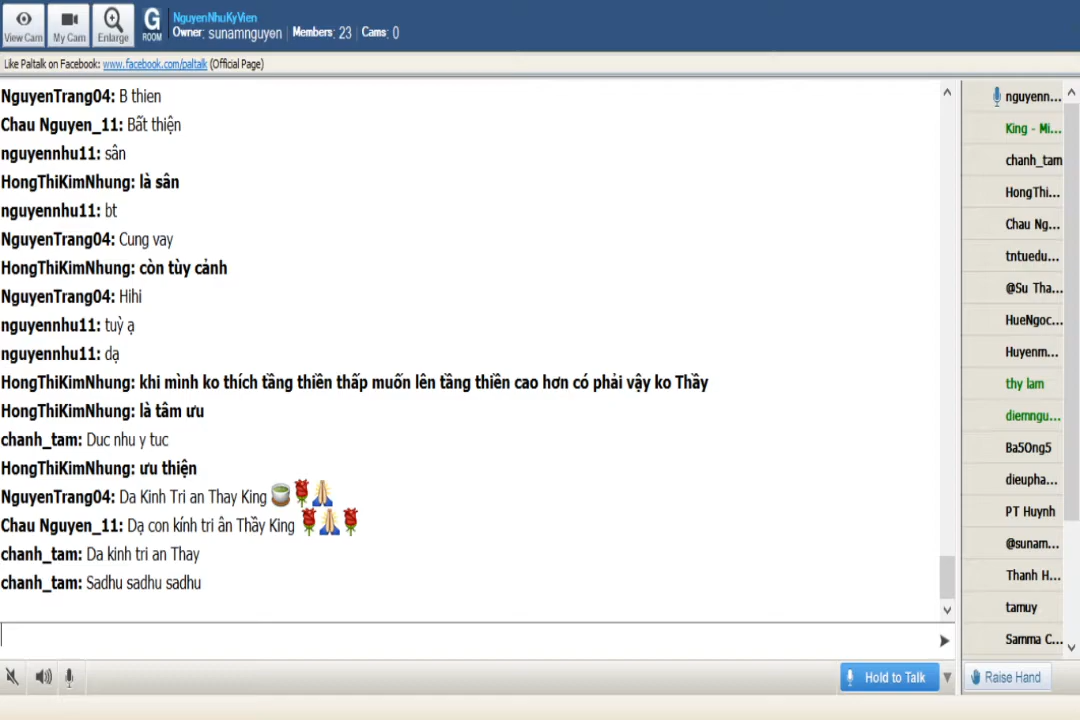 View Cam
My Cam
Enlarge
G
ROOM
NguyenNhuKyVien
Owner: sunamnguyen | Members: 23 | Cams: 0
Like Paltalk on Facebook: www.facebook.com/paltalk (Official Page)
NguyenTrang04: B thien
Chau Nguyen_11: Bất thiện
nguyennhu11: sân
HongThiKimNhung: là sân
nguyennhu11: bt
NguyenTrang04: Cung vay
HongThiKimNhung: còn tùy cảnh
NguyenTrang04: Hihi
nguyennhu11: tuỳ ạ
nguyennhu11: dạ
HongThiKimNhung: khi mình ko thích tầng thiền thấp muốn lên tầng thiền cao hơn có phải vậy ko Thầy
HongThiKimNhung: là tâm ưu
chanh_tam: Duc nhu y tuc
HongThiKimNhung: ưu thiện
NguyenTrang04: Da Kinh Tri an Thay King 🍵🌹🙏
Chau Nguyen_11: Dạ con kính tri ân Thầy King 🌹🙏🌹
chanh_tam: Da kinh tri an Thay
chanh_tam: Sadhu sadhu sadhu
nguyenn...
King - Mi...
chanh_tam
HongThi...
Chau Ng...
tntuedu...
@Su Tha...
HueNgoc...
Huyenm...
thy lam
diemngu...
Ba5Ong5
dieupha...
PT Huynh
@sunam...
Thanh H...
tamuy
Samma C...
Hold to Talk
Raise Hand